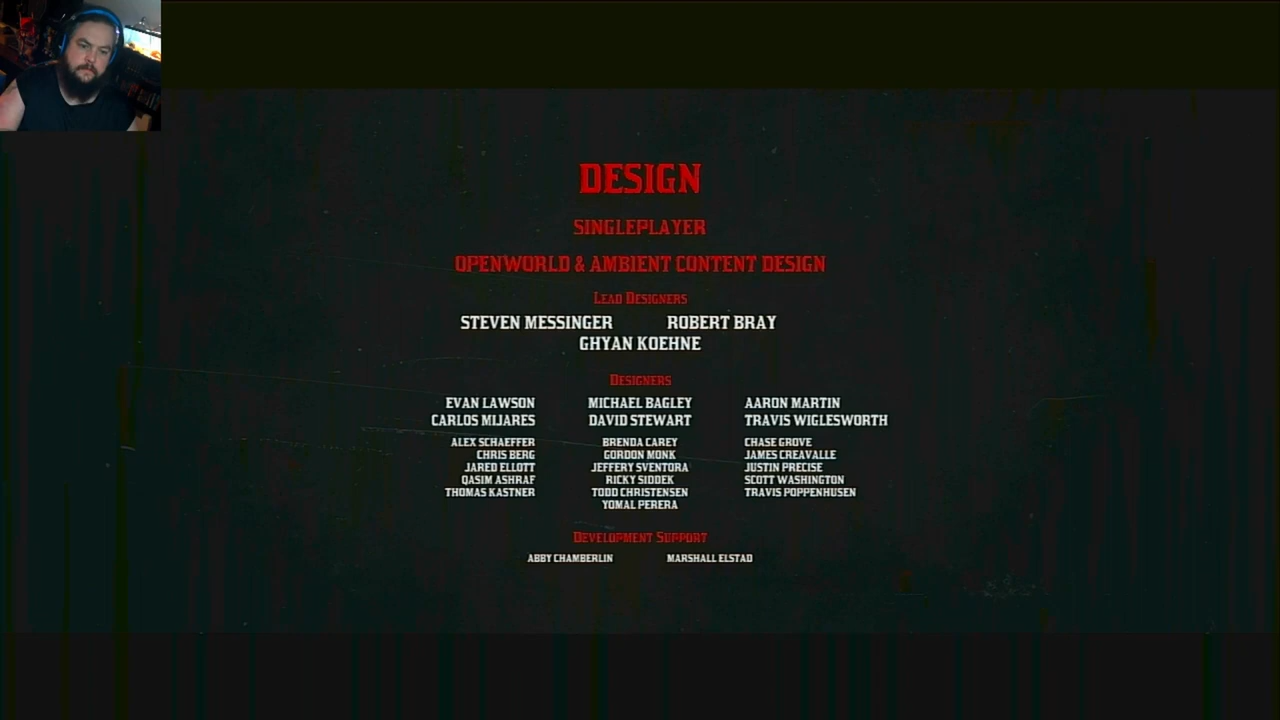 DESIGN
SINGLEPLAYER
OPENWORLD & AMBIENT CONTENT DESIGN
LEAD DESIGNERS
STEVEN MESSINGER ROBERT BRAY
GHYAN KOEHNE
DESIGNERS
EVAN LAWSON MICHAEL BAGLEY AARON MARTIN
CARLOS MIJARES DAVID STEWART TRAVIS WIGLESWORTH
ALEX SCHAEFFER BRENDA CAREY CHASE GROVE
CHRIS BERG GORDON MONK JAMES CREAVALLE
JARED ELLOTT JEFFERY SVENTORA JUSTIN PRECISE
QASIM ASHRAF RICKY SIDDEK SCOTT WASHINGTON
THOMAS KASTNER TODD CHRISTENSEN TRAVIS POPPENHUSEN
YOMAL PERERA
DEVELOPMENT SUPPORT
ABBY CHAMBERLIN MARSHALL ELSTAD